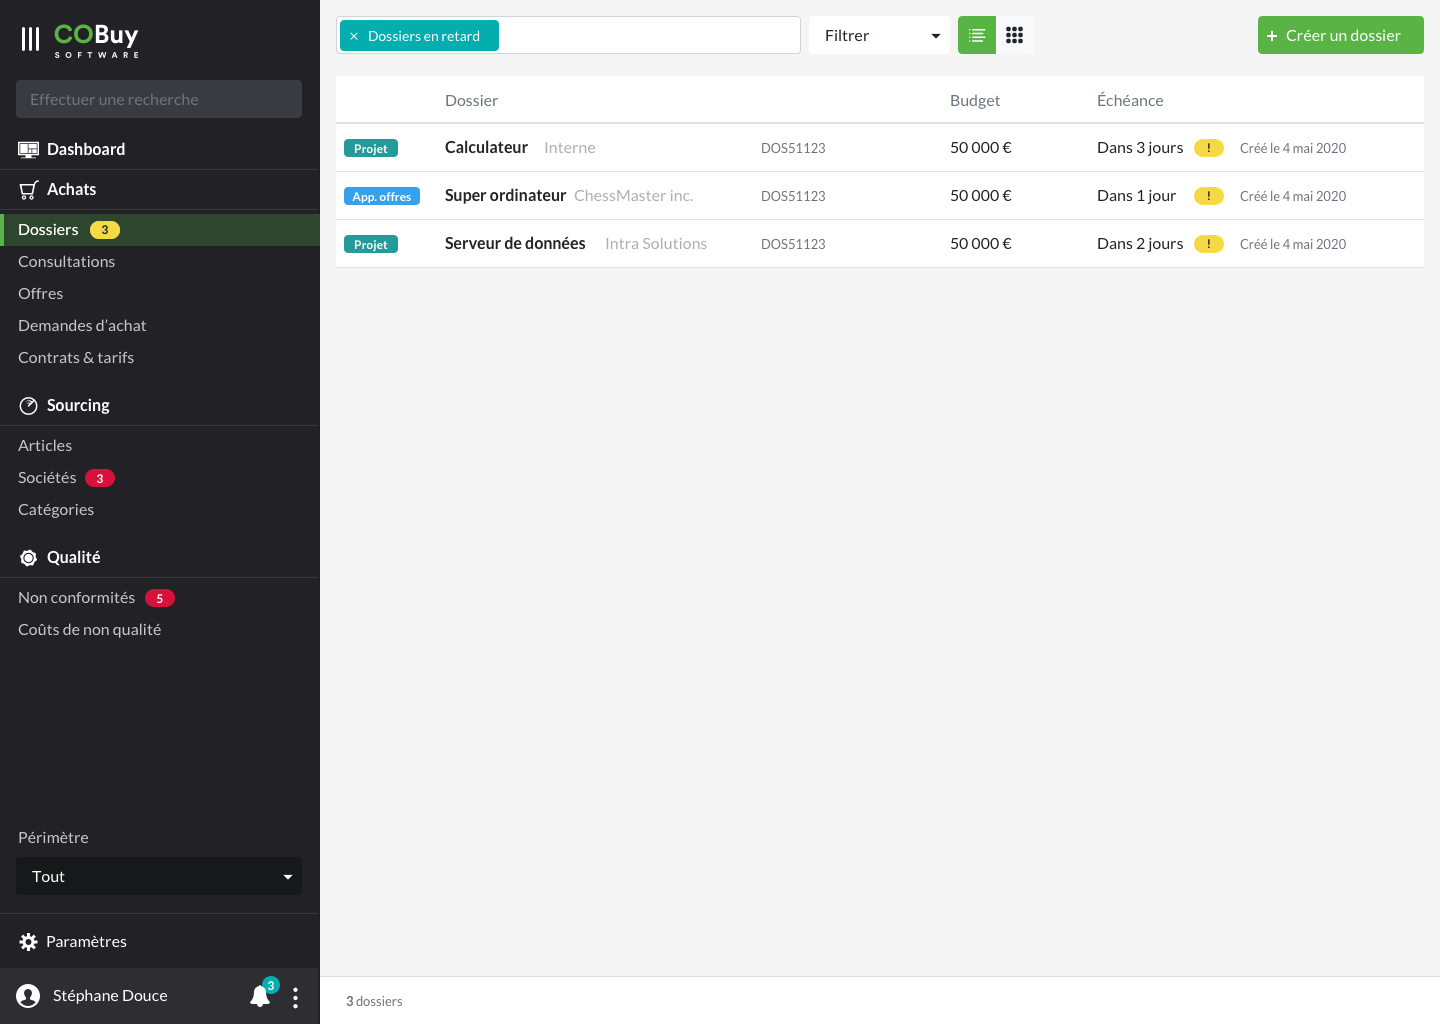 COBuy
SOFTWARE
Effectuer une recherche
Dashboard
Achats
Dossiers 3
Consultations
Offres
Demandes d’achat
Contrats & tarifs
Sourcing
Articles
Sociétés 3
Catégories
Qualité
Non conformités 5
Coûts de non qualité
Périmètre
Tout
Paramètres
Stéphane Douce 3
× Dossiers en retard
Filtrer
+ Créer un dossier
Dossier Budget Échéance
Projet Calculateur Interne DOS51123 50 000 € Dans 3 jours ! Créé le 4 mai 2020
App. offres Super ordinateur ChessMaster inc. DOS51123 50 000 € Dans 1 jour ! Créé le 4 mai 2020
Projet Serveur de données Intra Solutions DOS51123 50 000 € Dans 2 jours ! Créé le 4 mai 2020
3 dossiers